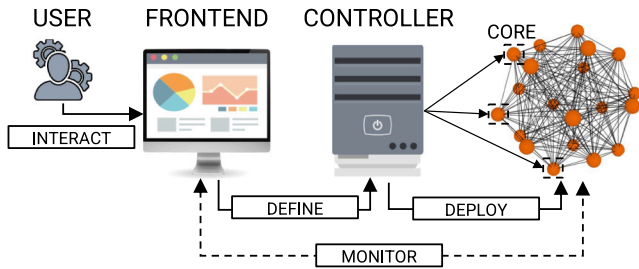 USER
FRONTEND
CONTROLLER
CORE
INTERACT
DEFINE
DEPLOY
MONITOR